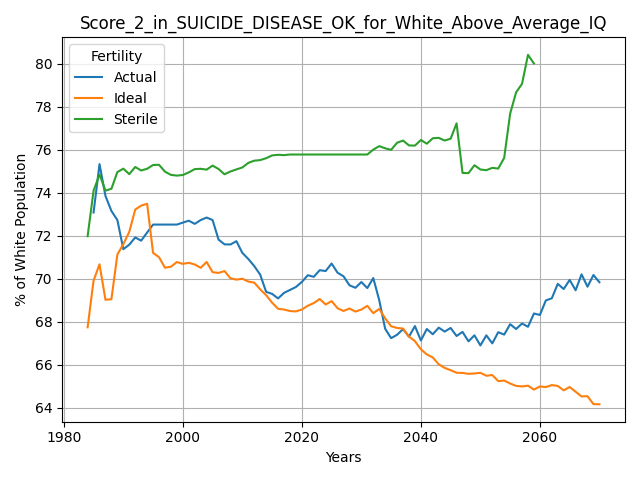 Score_2_in_SUICIDE_DISEASE_OK_for_White_Above_Average_IQ
Fertility
Actual
Ideal
Sterile
% of White Population
80
78
76
74
72
70
68
66
64
1980
2000
2020
2040
2060
Years